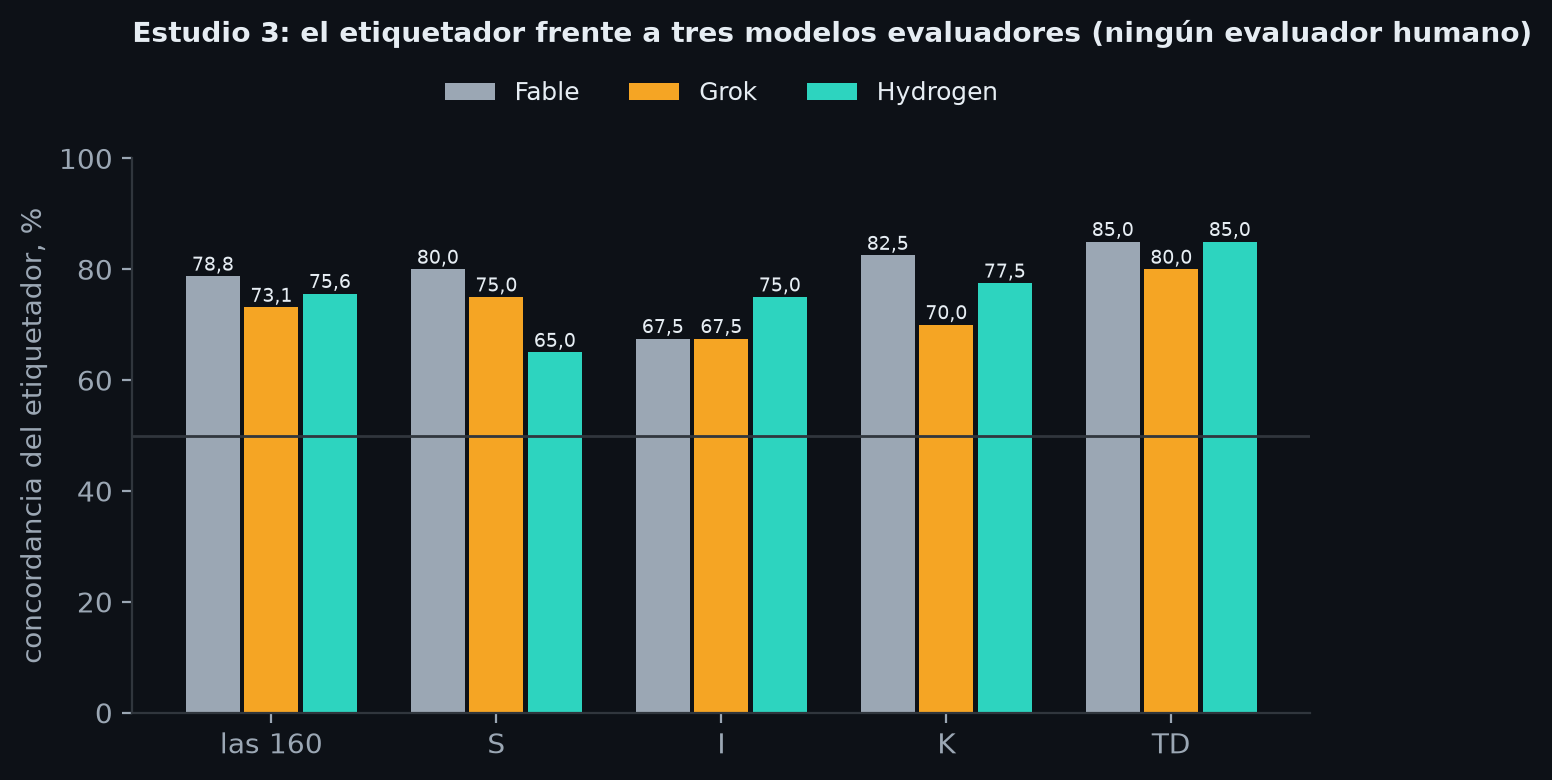 Estudio 3: el etiquetador frente a tres modelos evaluadores (ningún evaluador humano)
Fable Grok Hydrogen
concordancia del etiquetador, %
100
80
60
40
20
0
78,8 73,1 75,6
80,0 75,0 65,0
67,5 67,5 75,0
82,5 70,0 77,5
85,0 80,0 85,0
las 160 S I K TD